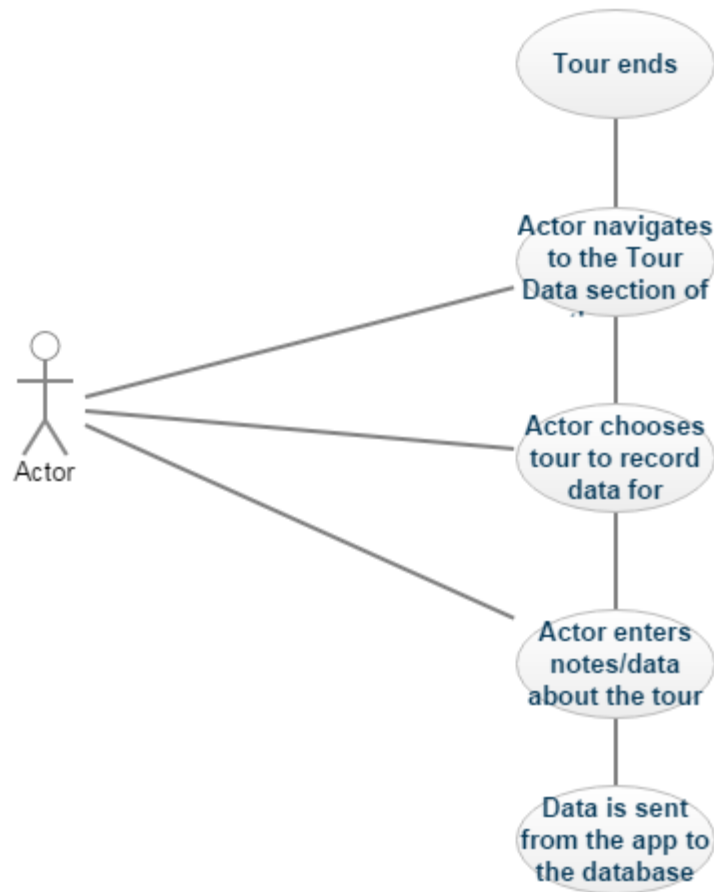 Tour ends
Actor navigates
to the Tour
Data section of
Actor
Actor chooses
tour to record
data for
Actor enters
notes/data
about the tour
Data is sent
from the app to
the database